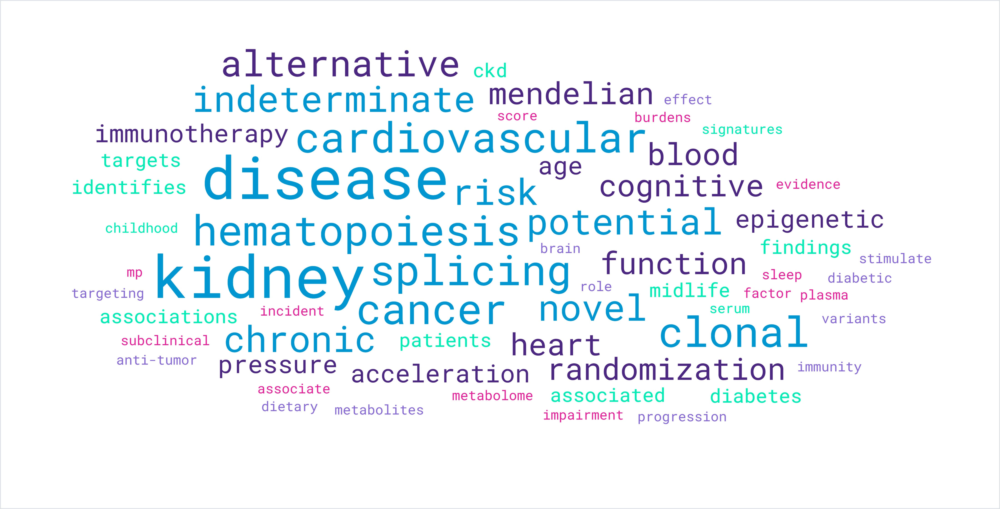 alternative ckd
indeterminate mendelian effect
score burdens
immunotherapy cardiovascular signatures
targets age blood
identifies disease risk cognitive evidence
childhood hematopoiesis potential epigenetic
brain findings
kidney splicing function stimulate
mp sleep diabetic
targeting role midlife factor plasma
associations incident cancer novel serum
clonal variants
subclinical chronic patients heart
anti-tumor pressure acceleration randomization immunity
associate metabolome associated diabetes
dietary metabolites impairment progression